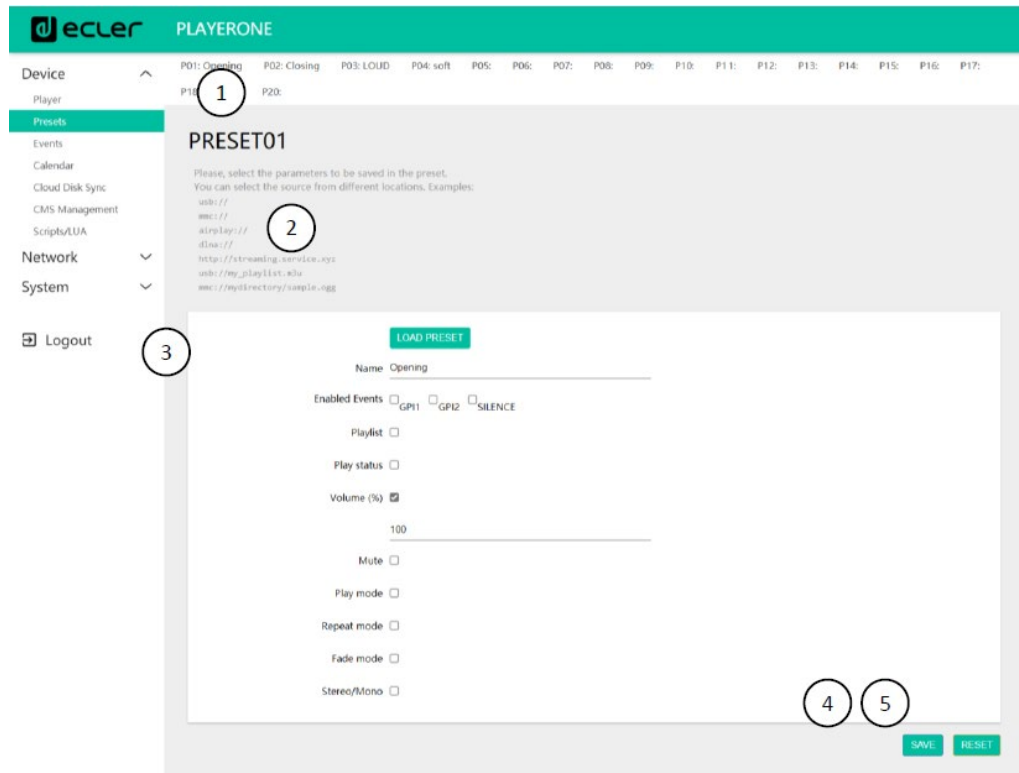 ecler PLAYERONE
Device
Player
Presets
Events
Calendar
Cloud Disk Sync
CMS Management
Scripts/LUA
Network
System
Logout
P01: Opening P02: Closing P03: LOUD P04: soft P05: P06: P07: P08: P09: P10: P11: P12: P13: P14: P15: P16: P17:
P18 P20:
1
PRESET01
Please, select the parameters to be saved in the preset.
You can select the source from different locations. Examples:
usb://
mmc://
airplay://
dlna://
http://streaming.service.xyz
usb://my_playlist.m3u
mmc://mydirectory/sample.ogg
2
3
LOAD PRESET
Name Opening
Enabled Events GPI1 GPI2 SILENCE
Playlist
Play status
Volume (%)
100
Mute
Play mode
Repeat mode
Fade mode
Stereo/Mono
4 5
SAVE RESET